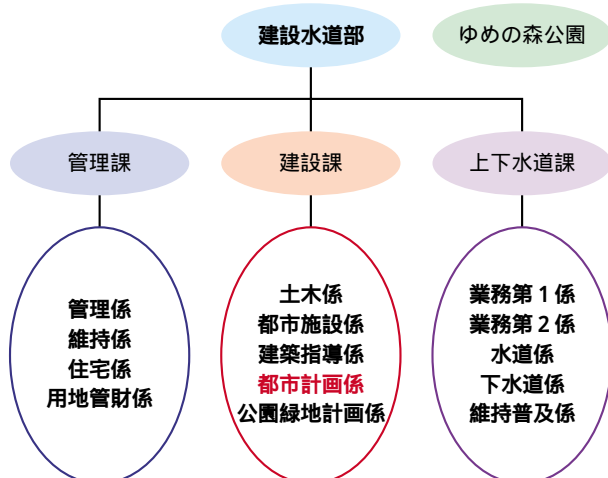 建設水道部
ゆめの森公園
管理課
建設課
上下水道課
管理係
維持係
住宅係
用地管財係
土木係
都市施設係
建築指導係
都市計画係
公園緑地計画係
業務第1係
業務第2係
水道係
下水道係
維持普及係